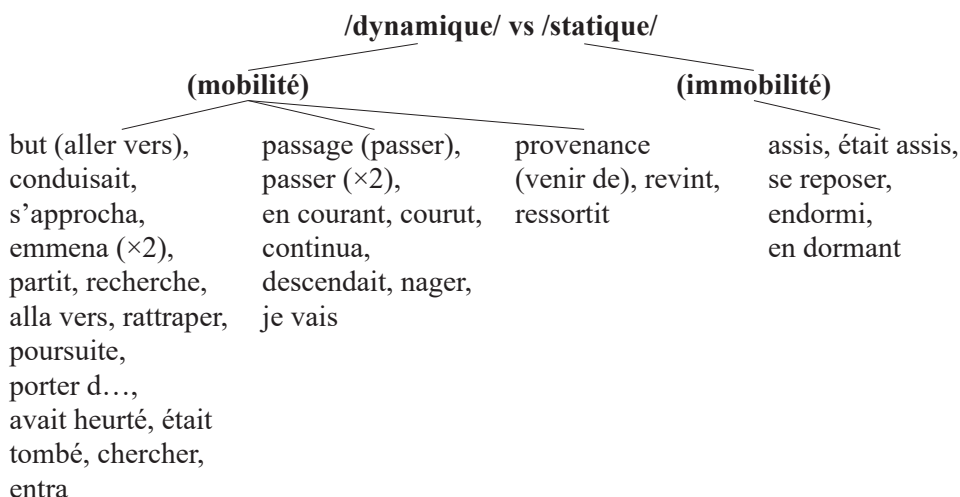 /dynamique/ vs /statique/
(mobilité)
(immobilité)
but (aller vers),
conduisait,
s’approcha,
emmena (×2),
partit, recherche,
alla vers, rattraper,
poursuite,
porter d…,
avait heurté, était
tombé, chercher,
entra
passage (passer),
passer (×2),
en courant, courut,
continua,
descendait, nager,
je vais
provenance
(venir de), revint,
ressortit
assis, était assis,
se reposer,
endormi,
en dormant